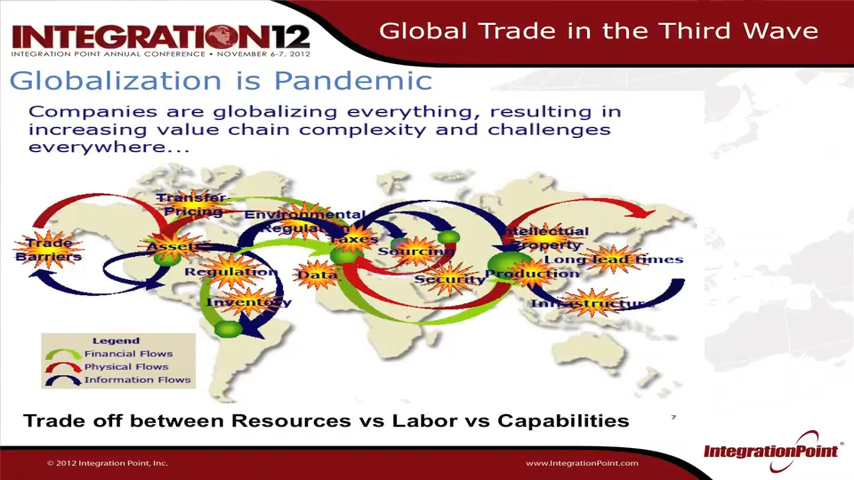 INTEGRATION12
INTEGRATION POINT ANNUAL CONFERENCE • NOVEMBER 6-7, 2012
Global Trade in the Third Wave
Globalization is Pandemic
Companies are globalizing everything, resulting in
increasing value chain complexity and challenges
everywhere...
Transfer
Pricing
Environmental
Regulation
Trade
Barriers
Assets
Taxes
Sourcing
Intellectual
Property
Long lead times
Regulation
Data
Security
Production
Inventory
Infrastructure
Legend
Financial Flows
Physical Flows
Information Flows
Trade off between Resources vs Labor vs Capabilities
7
© 2012 Integration Point, Inc.
www.IntegrationPoint.com
IntegrationPoint®